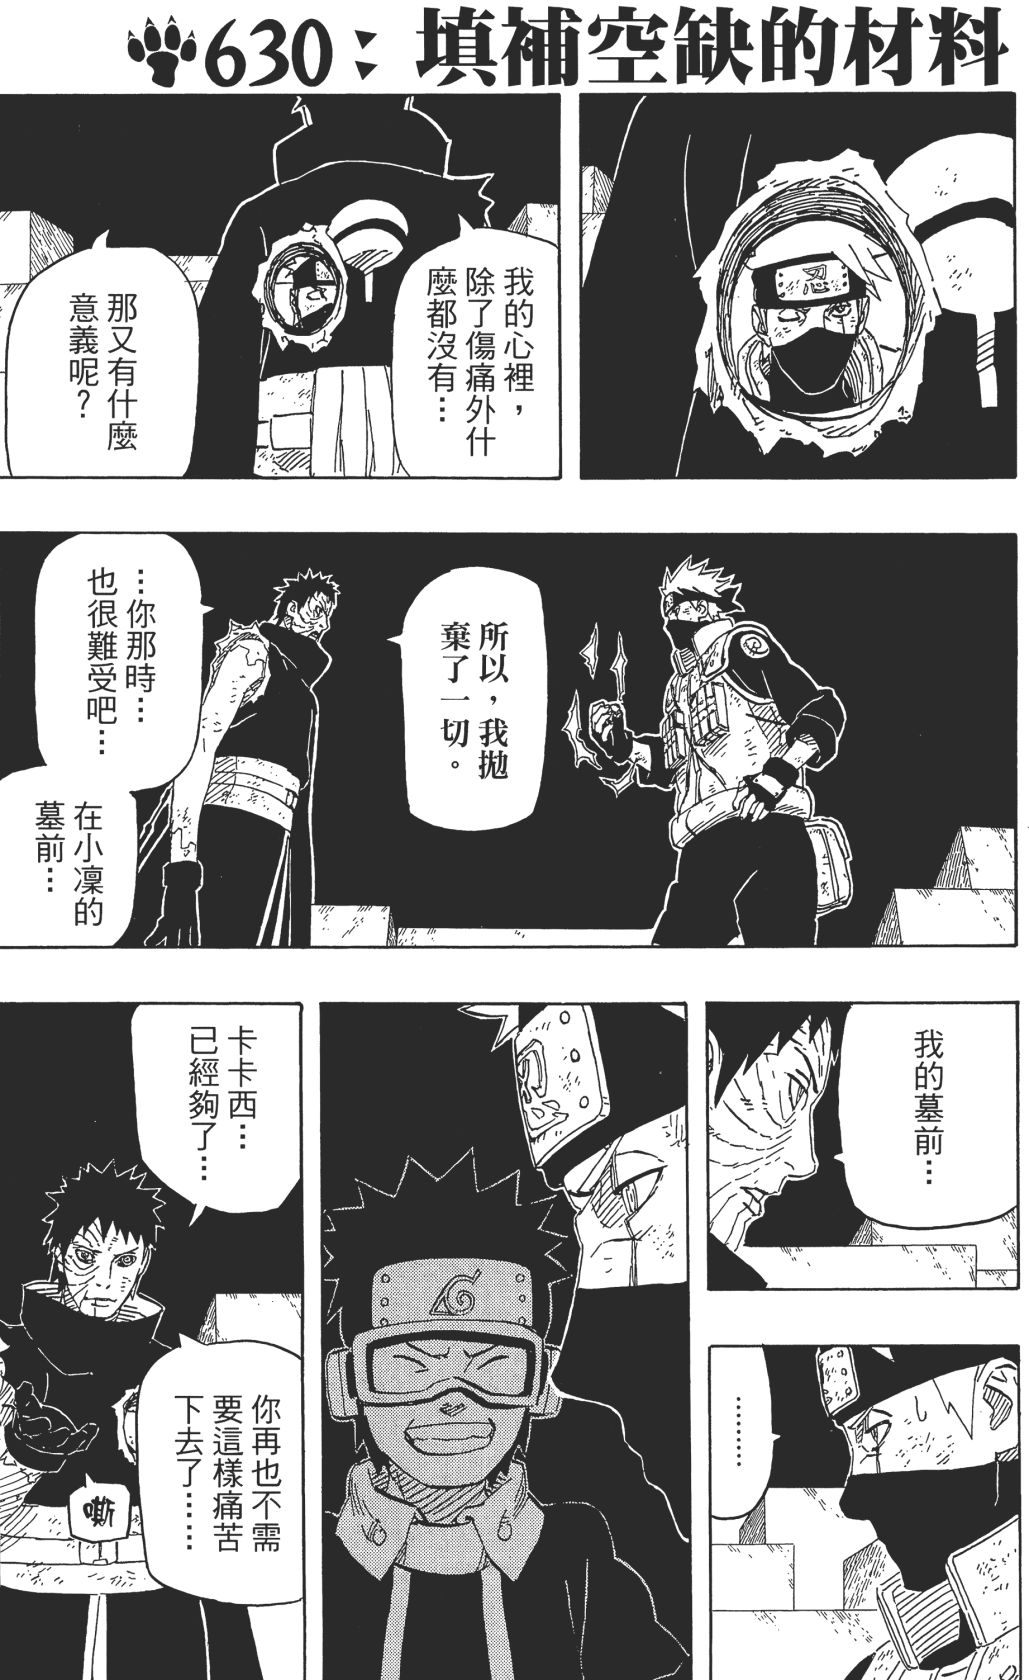 630：填補空缺的材料
我的心裡，
除了傷痛外什
麼都沒有…
那又有什麼
意義呢？
所以，我拋
棄了一切。
…你那時…
也很難受吧…
在小凜的
墓前…
我的墓前…
………
卡卡西…
已經夠了…
你再也不需
要這樣痛苦
下去了……
嘶